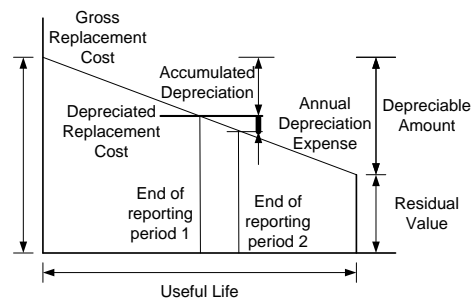 Gross
Replacement
Cost
Accumulated
Depreciation
Depreciated
Replacement
Cost
Annual
Depreciation
Expense
Depreciable
Amount
End of
reporting
period 1
End of
reporting
period 2
Residual
Value
Useful Life